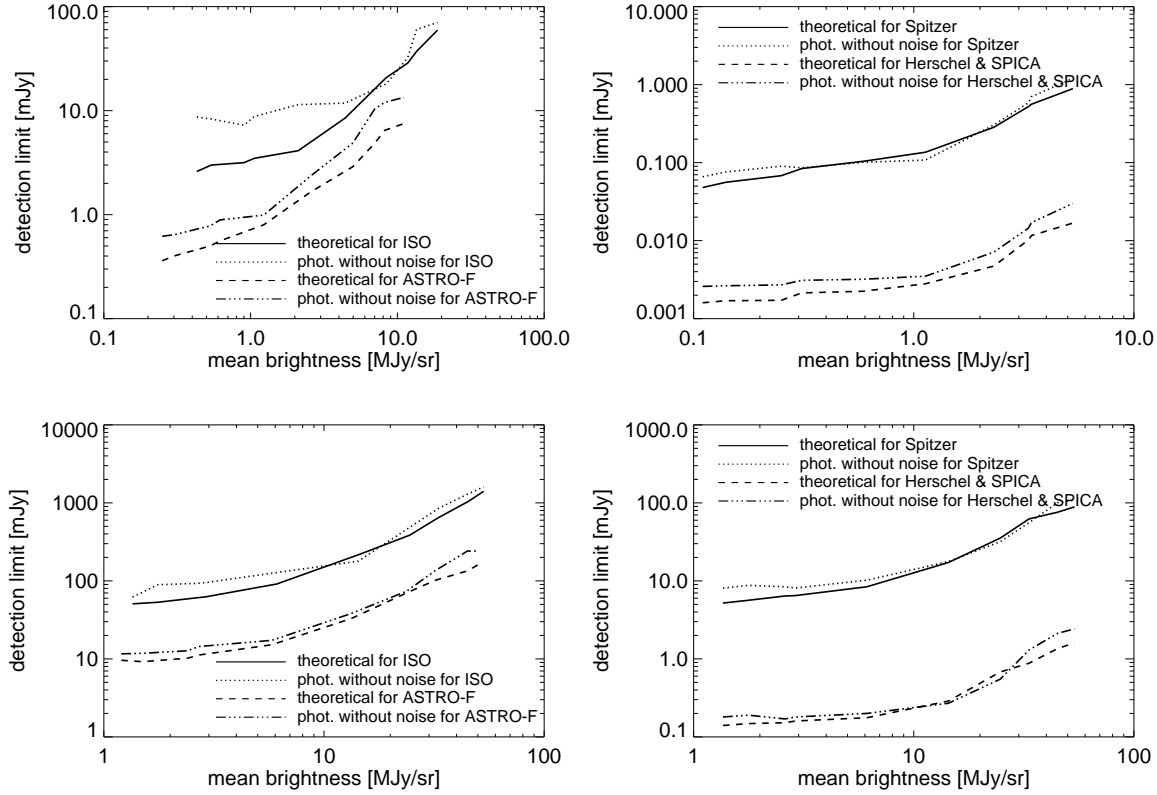 100.0
10.0
1.0
0.1
detection limit [mJy]
theoretical for ISO
phot. without noise for ISO
theoretical for ASTRO-F
phot. without noise for ASTRO-F
0.1 1.0 10.0 100.0
mean brightness [MJy/sr]
10.000
1.000
0.100
0.010
0.001
detection limit [mJy]
theoretical for Spitzer
phot. without noise for Spitzer
theoretical for Herschel & SPICA
phot. without noise for Herschel & SPICA
0.1 1.0 10.0
mean brightness [MJy/sr]
10000
1000
100
10
1
detection limit [mJy]
theoretical for ISO
phot. without noise for ISO
theoretical for ASTRO-F
phot. without noise for ASTRO-F
1 10 100
mean brightness [MJy/sr]
1000.0
100.0
10.0
1.0
0.1
detection limit [mJy]
theoretical for Spitzer
phot. without noise for Spitzer
theoretical for Herschel & SPICA
phot. without noise for Herschel & SPICA
1 10 100
mean brightness [MJy/sr]